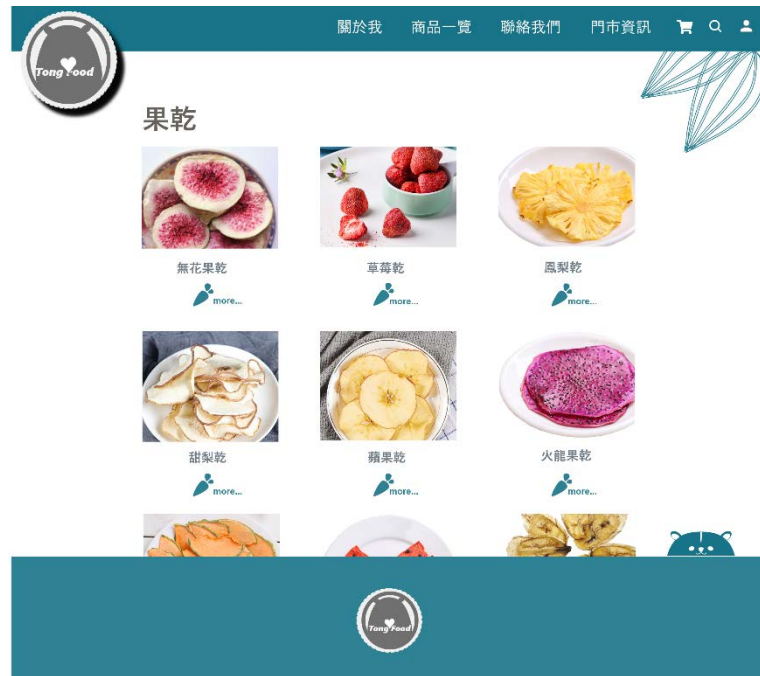 關於我 商品一覽 聯絡我們 門市資訊
Tong Food
果乾
無花果乾 草莓乾 鳳梨乾
more... more... more...
甜梨乾 蘋果乾 火龍果乾
more... more... more...
Tong Food